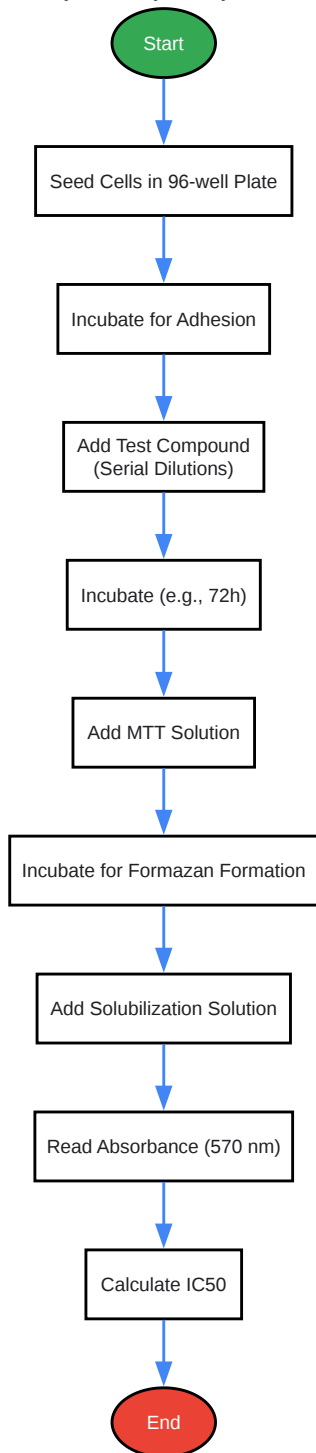 Start
Seed Cells in 96-well Plate
Incubate for Adhesion
Add Test Compound
(Serial Dilutions)
Incubate (e.g., 72h)
Add MTT Solution
Incubate for Formazan Formation
Add Solubilization Solution
Read Absorbance (570 nm)
Calculate IC50
End